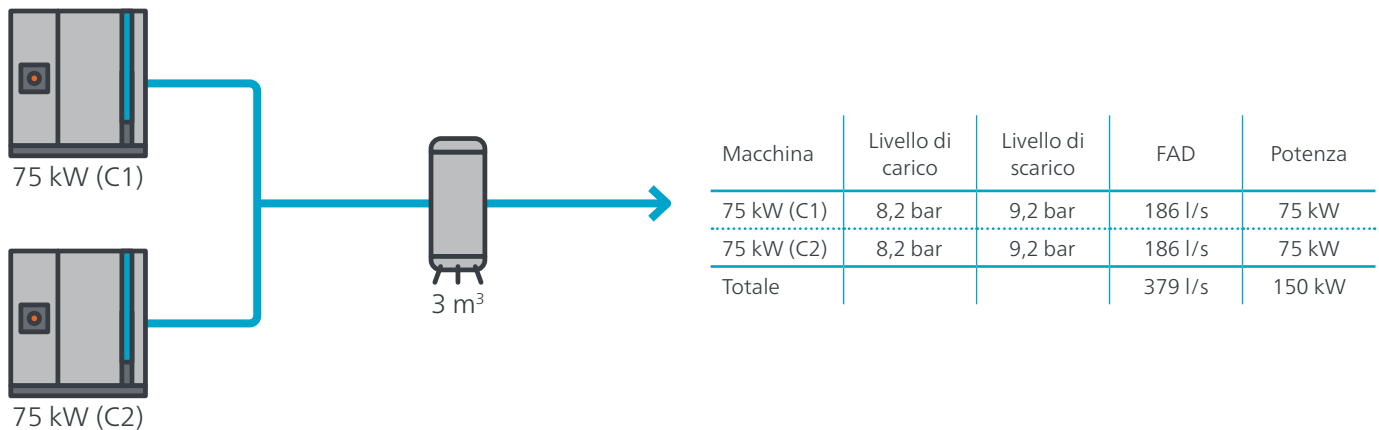 75 kW (C1)
75 kW (C2)
3 m³
Macchina Livello di carico Livello di scarico FAD Potenza
75 kW (C1) 8,2 bar 9,2 bar 186 l/s 75 kW
75 kW (C2) 8,2 bar 9,2 bar 186 l/s 75 kW
Totale 379 l/s 150 kW